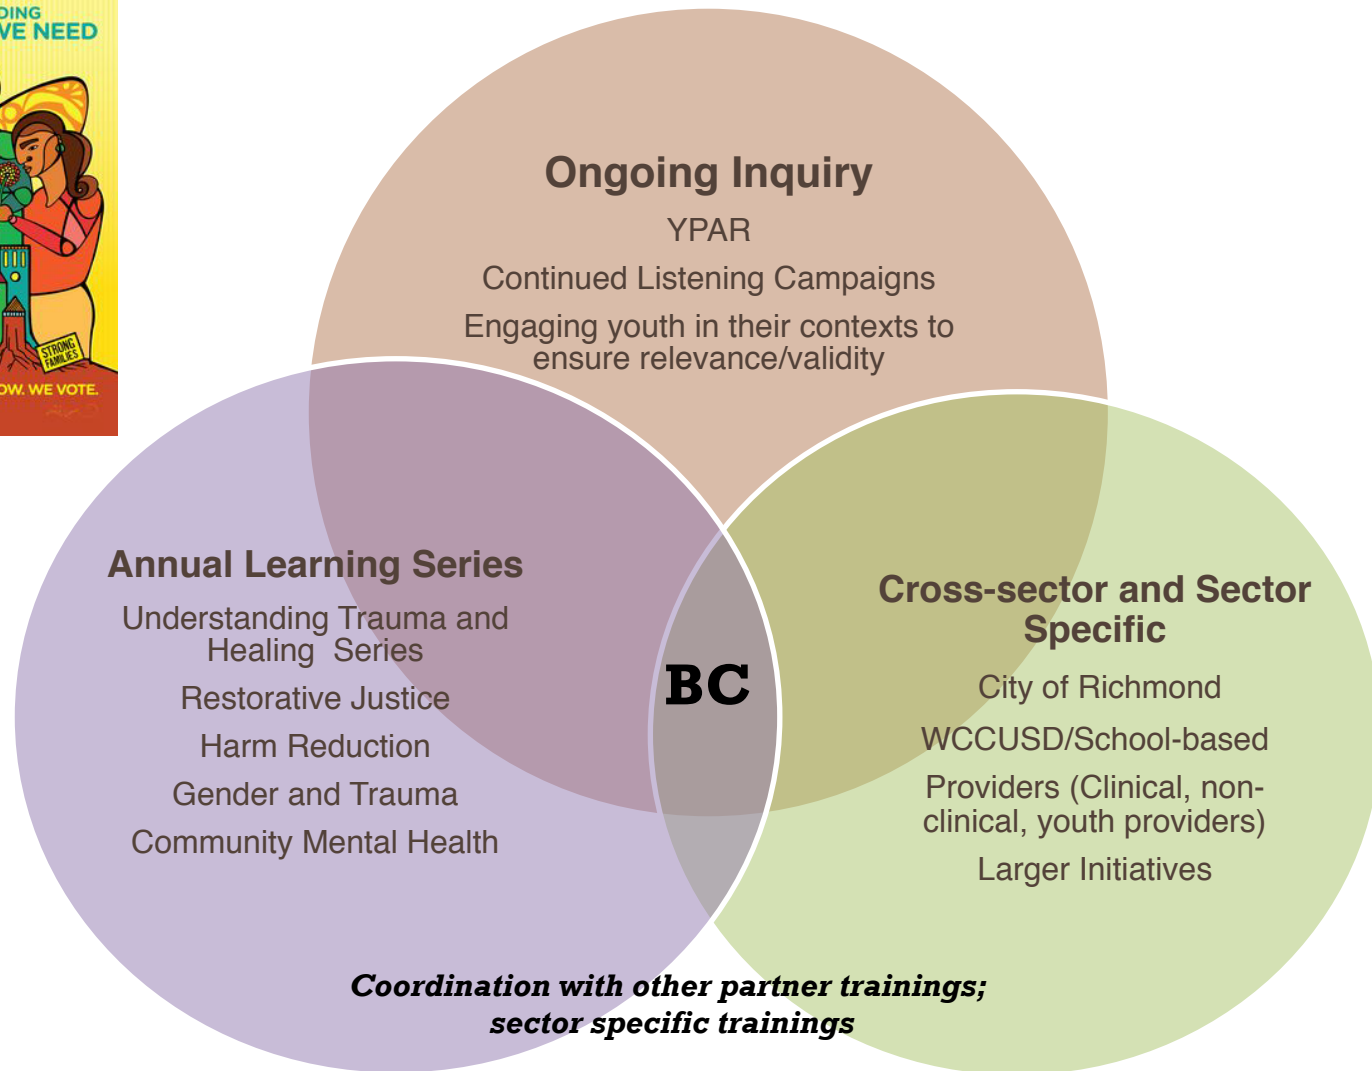 DING
WE NEED
STRONG
FAMILIES
OW. WE VOTE.
Ongoing Inquiry
YPAR
Continued Listening Campaigns
Engaging youth in their contexts to
ensure relevance/validity
Annual Learning Series
Understanding Trauma and
Healing  Series
Restorative Justice
Harm Reduction
Gender and Trauma
Community Mental Health
BC
Cross-sector and Sector
Specific
City of Richmond
WCCUSD/School-based
Providers (Clinical, non-
clinical, youth providers)
Larger Initiatives
Coordination with other partner trainings;
sector specific trainings